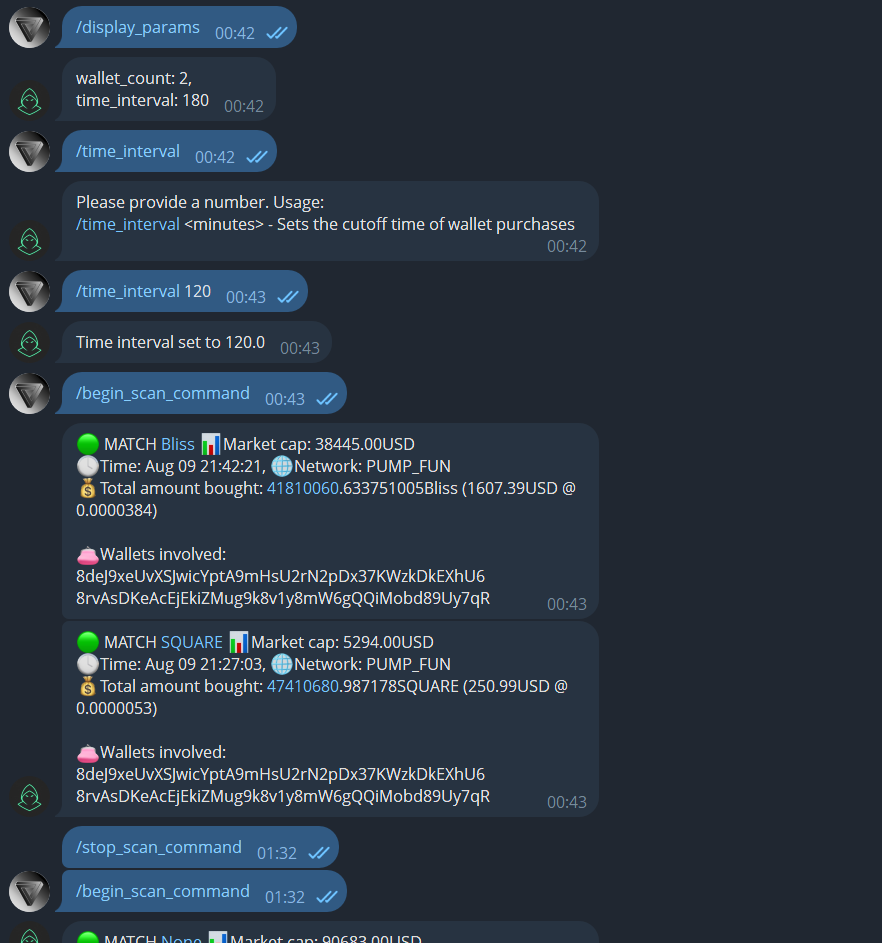 /display_params 00:42
wallet_count: 2,
time_interval: 180 00:42
/time_interval 00:42
Please provide a number. Usage:
/time_interval <minutes> - Sets the cutoff time of wallet purchases
00:42
/time_interval 120 00:43
Time interval set to 120.0 00:43
/begin_scan_command 00:43
MATCH Bliss Market cap: 38445.00USD
Time: Aug 09 21:42:21, Network: PUMP_FUN
Total amount bought: 41810060.633751005Bliss (1607.39USD @
0.0000384)
Wallets involved:
8deJ9xeUvXSJwicYptA9mHsU2rN2pDx37KWzkDkEXhU6
8rvAsDKeAcEjEkiZMug9k8v1y8mW6gQQiMobd89Uy7qR 00:43
MATCH SQUARE Market cap: 5294.00USD
Time: Aug 09 21:27:03, Network: PUMP_FUN
Total amount bought: 47410680.987178SQUARE (250.99USD @
0.0000053)
Wallets involved:
8deJ9xeUvXSJwicYptA9mHsU2rN2pDx37KWzkDkEXhU6
8rvAsDKeAcEjEkiZMug9k8v1y8mW6gQQiMobd89Uy7qR 00:43
/stop_scan_command 01:32
/begin_scan_command 01:32
MATCH None Market cap: 90683.00USD